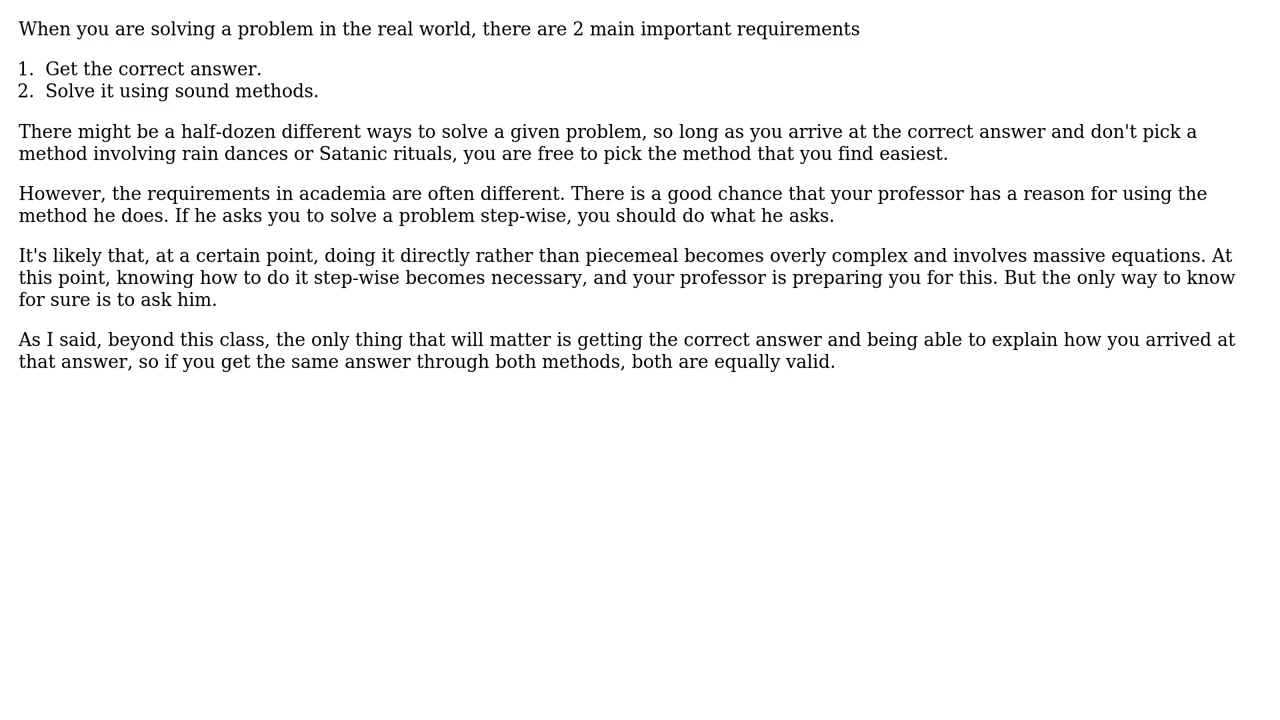 When you are solving a problem in the real world, there are 2 main important requirements
1. Get the correct answer.
2. Solve it using sound methods.
There might be a half-dozen different ways to solve a given problem, so long as you arrive at the correct answer and don't pick a
method involving rain dances or Satanic rituals, you are free to pick the method that you find easiest.
However, the requirements in academia are often different. There is a good chance that your professor has a reason for using the
method he does. If he asks you to solve a problem step-wise, you should do what he asks.
It's likely that, at a certain point, doing it directly rather than piecemeal becomes overly complex and involves massive equations. At
this point, knowing how to do it step-wise becomes necessary, and your professor is preparing you for this. But the only way to know
for sure is to ask him.
As I said, beyond this class, the only thing that will matter is getting the correct answer and being able to explain how you arrived at
that answer, so if you get the same answer through both methods, both are equally valid.